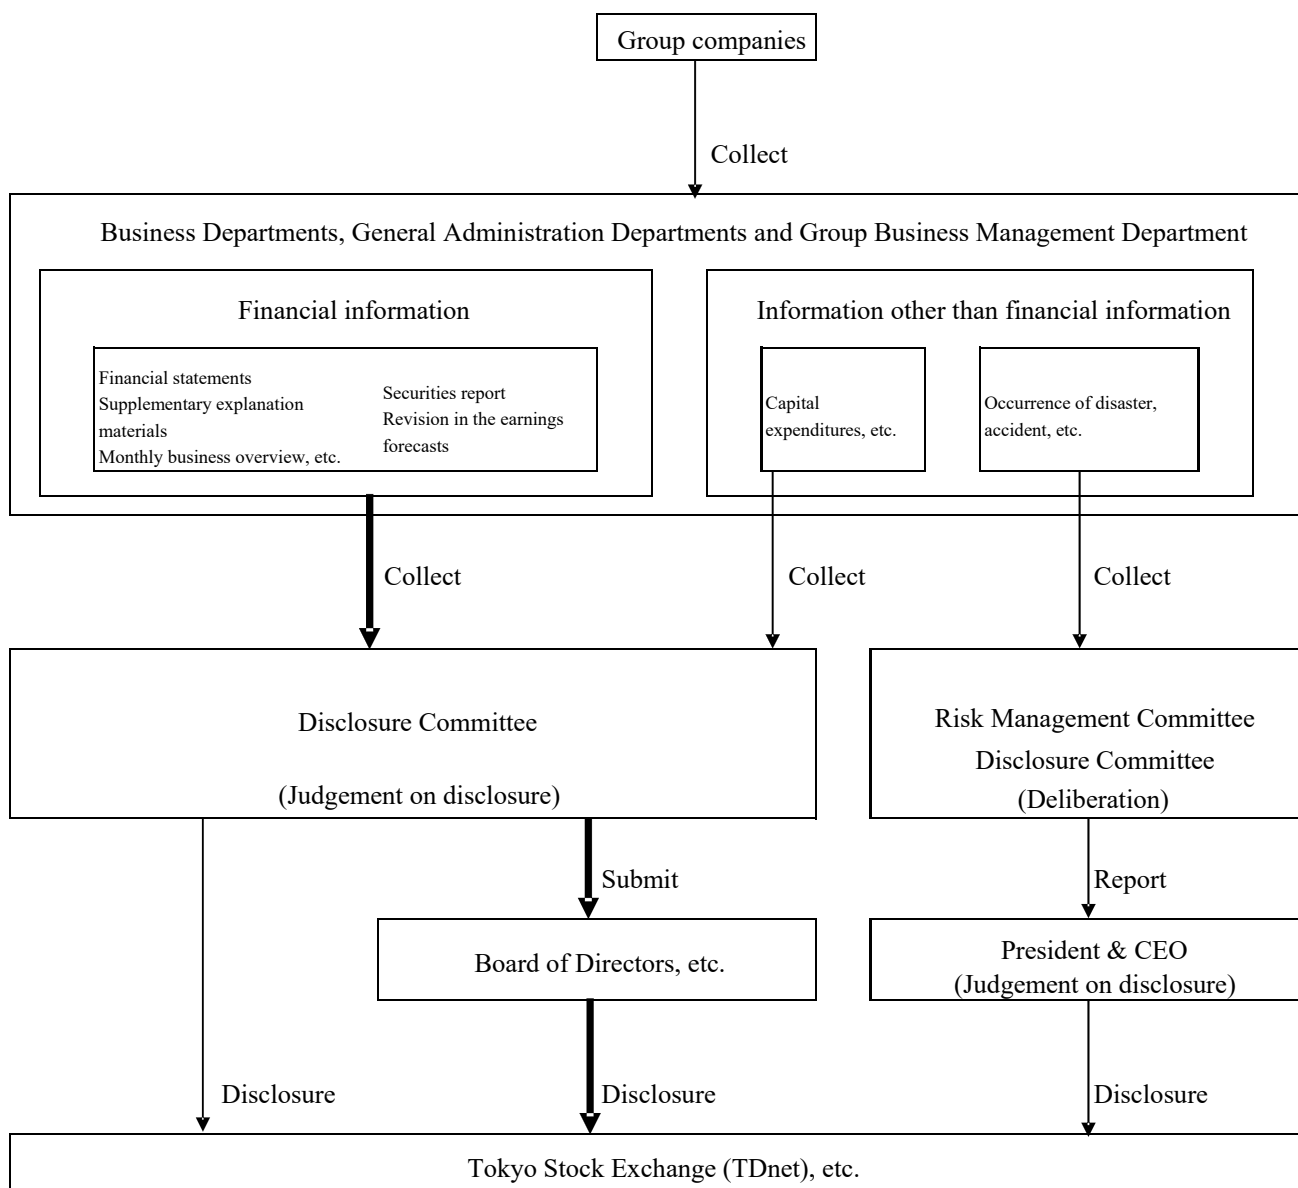 Group companies
Collect
Business Departments, General Administration Departments and Group Business Management Department
Financial information
Financial statements
Supplementary explanation
materials
Monthly business overview, etc.
Securities report
Revision in the earnings
forecasts
Information other than financial information
Capital
expenditures, etc.
Occurrence of disaster,
accident, etc.
Collect
Collect
Collect
Disclosure Committee
(Judgement on disclosure)
Risk Management Committee
Disclosure Committee
(Deliberation)
Submit
Report
Board of Directors, etc.
President & CEO
(Judgement on disclosure)
Disclosure
Disclosure
Disclosure
Tokyo Stock Exchange (TDnet), etc.